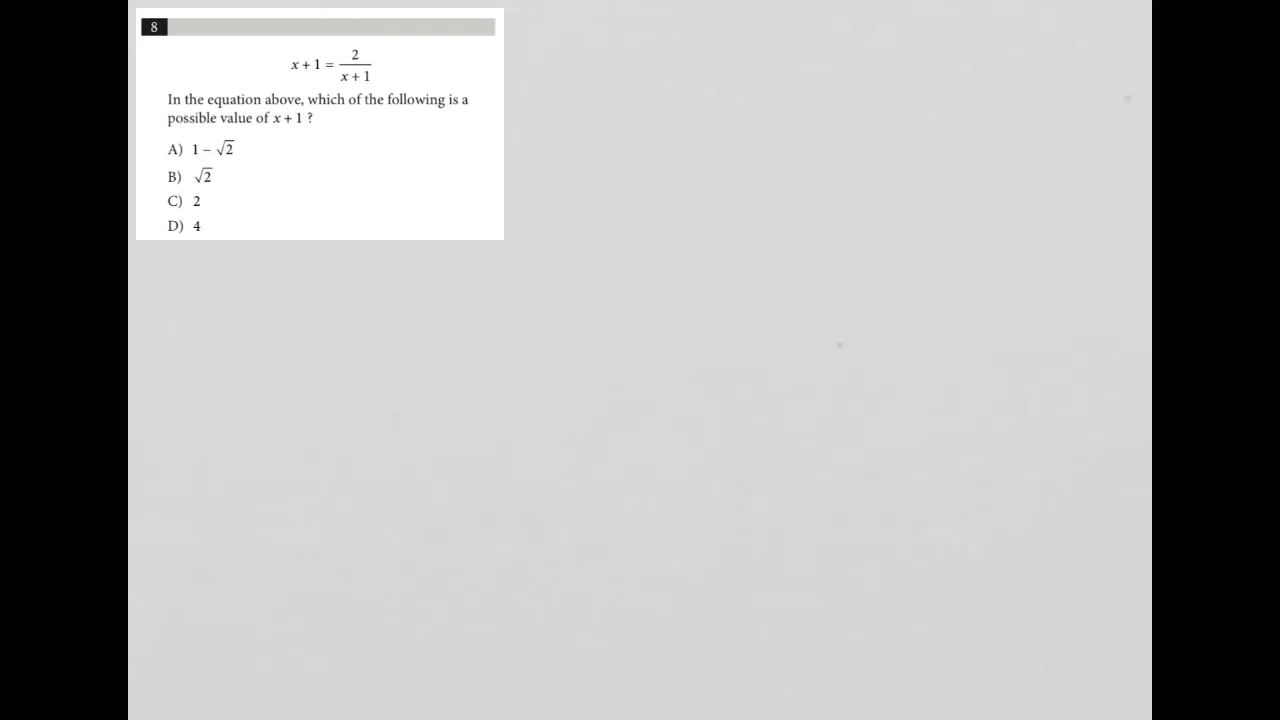 8
x + 1 = 2 / (x + 1)
In the equation above, which of the following is a
possible value of x + 1 ?
A) 1 − √2
B) √2
C) 2
D) 4